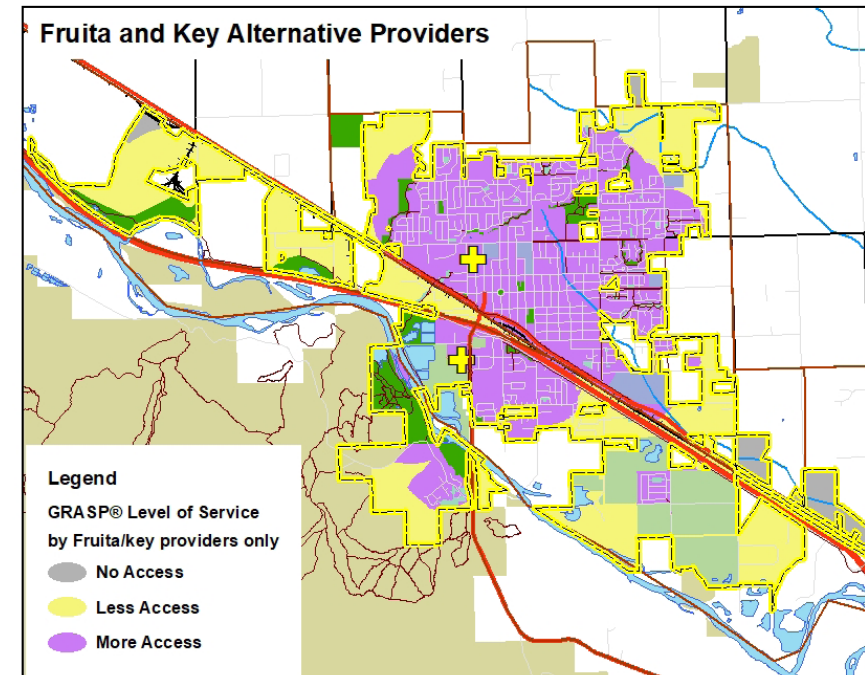 Fruita and Key Alternative Providers
Legend
GRASP® Level of Service
by Fruita/key providers only
No Access
Less Access
More Access